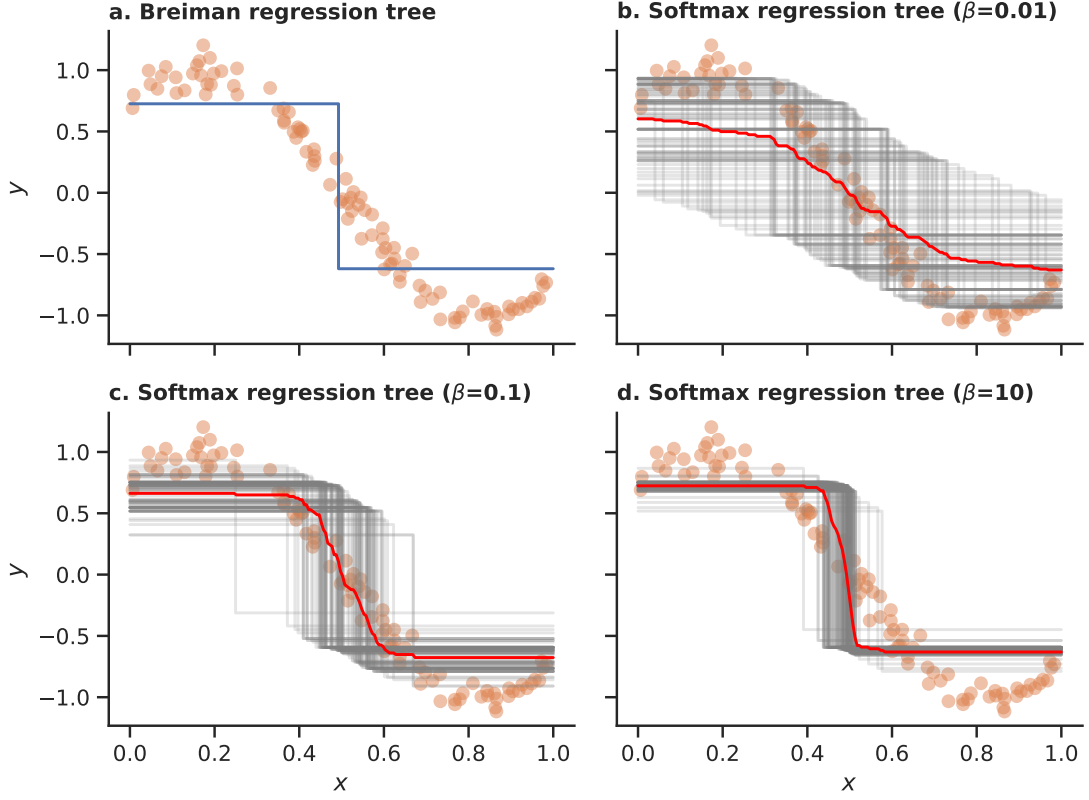 a. Breiman regression tree
b. Softmax regression tree (β=0.01)
1.0
0.5
0.0
−0.5
−1.0
y
c. Softmax regression tree (β=0.1)
d. Softmax regression tree (β=10)
1.0
0.5
0.0
−0.5
−1.0
y
0.0 0.2 0.4 0.6 0.8 1.0
0.0 0.2 0.4 0.6 0.8 1.0
x
x